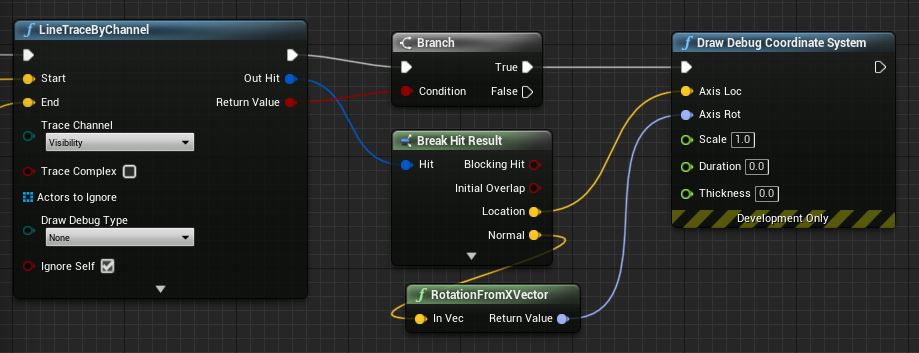 LineTraceByChannel
Start
Out Hit
End
Return Value
Trace Channel
Visibility
Trace Complex
Actors to Ignore
Draw Debug Type
None
Ignore Self
Branch
True
Condition
False
Break Hit Result
Hit
Blocking Hit
Initial Overlap
Location
Normal
RotationFromXVector
In Vec
Return Value
Draw Debug Coordinate System
Axis Loc
Axis Rot
Scale 1.0
Duration 0.0
Thickness 0.0
Development Only